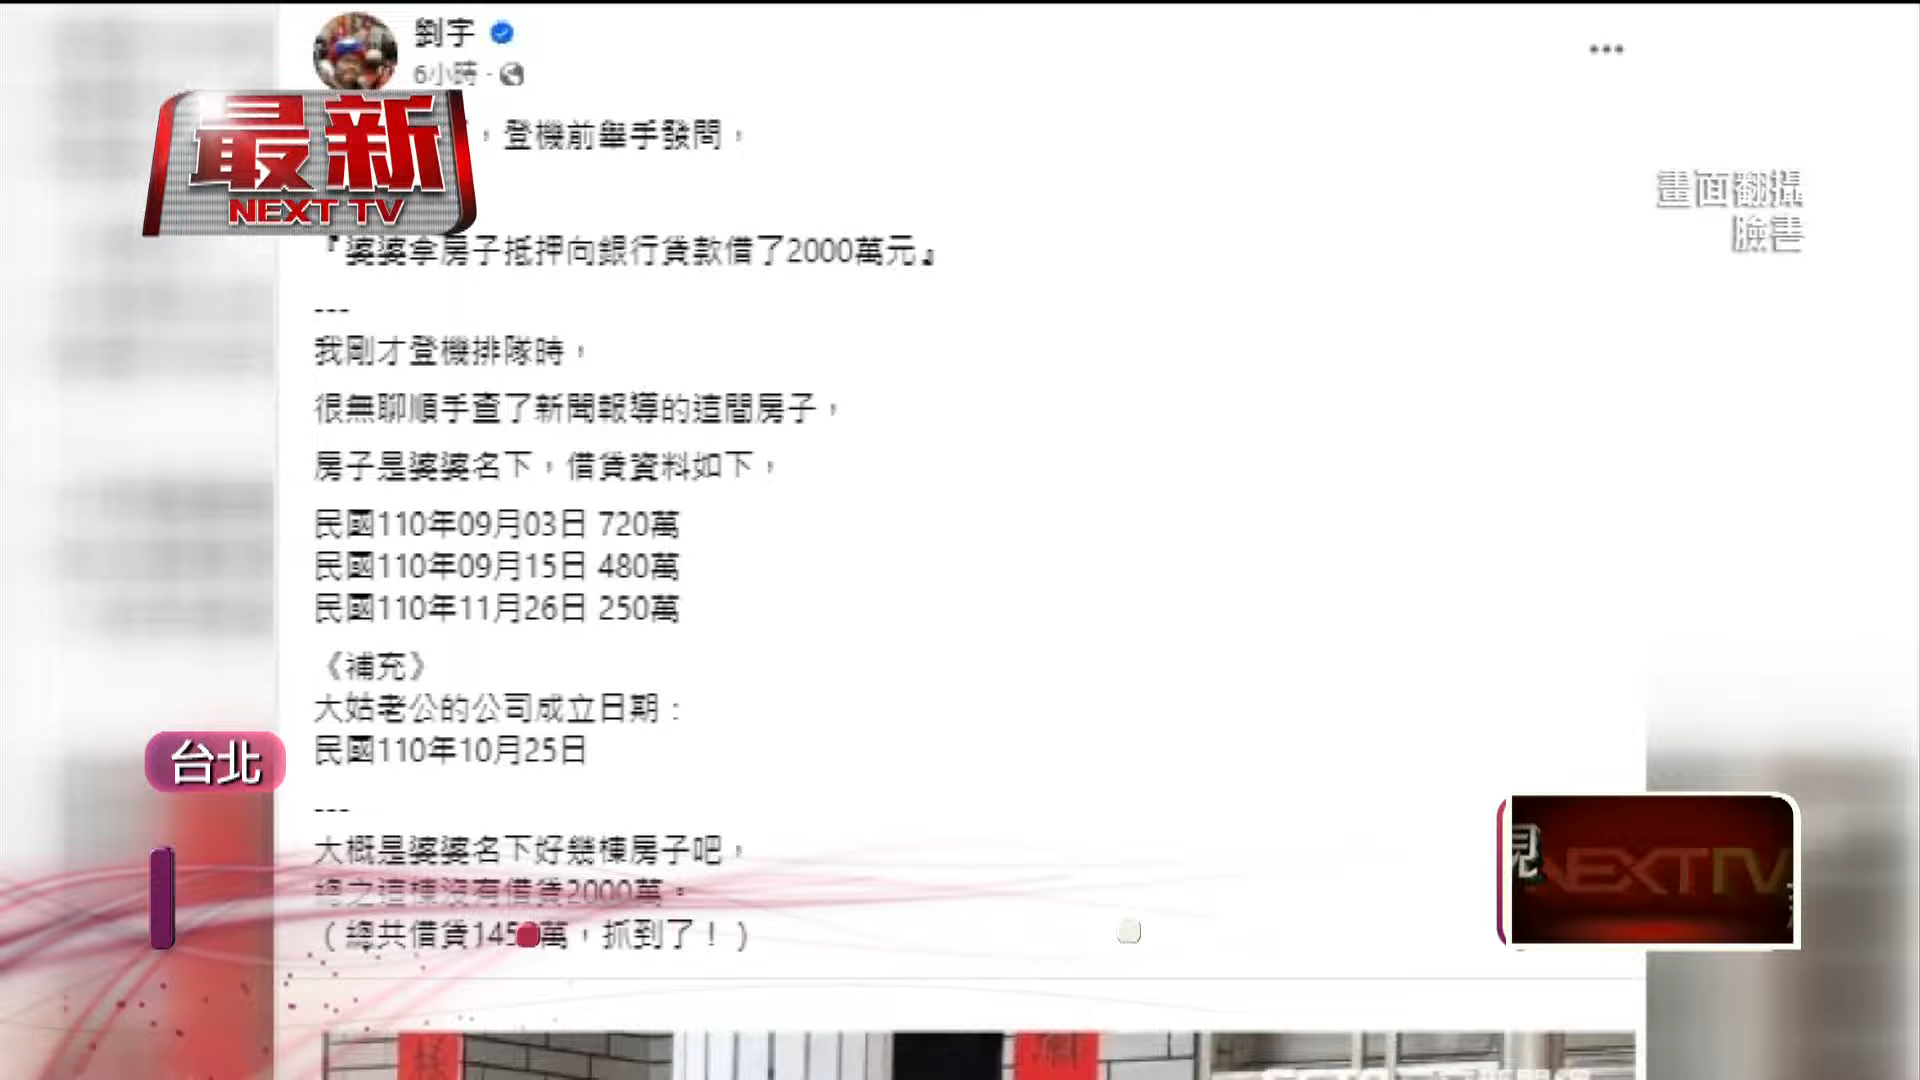 劉宇
6小時
，登機前舉手發問，
最新
NEXT TV
畫面翻攝
臉書
『婆婆拿房子抵押向銀行貸款借了2000萬元』
---
我剛才登機排隊時，
很無聊順手查了新聞報導的這間房子，
房子是婆婆名下，借貸資料如下，
民國110年09月03日 720萬
民國110年09月15日 480萬
民國110年11月26日 250萬
《補充》
大姑老公的公司成立日期：
民國110年10月25日
台北
---
大概是婆婆名下好幾棟房子吧，
總之這棟沒有借貸2000萬。
（總共借貸145萬，抓到了！）
NEXTTV